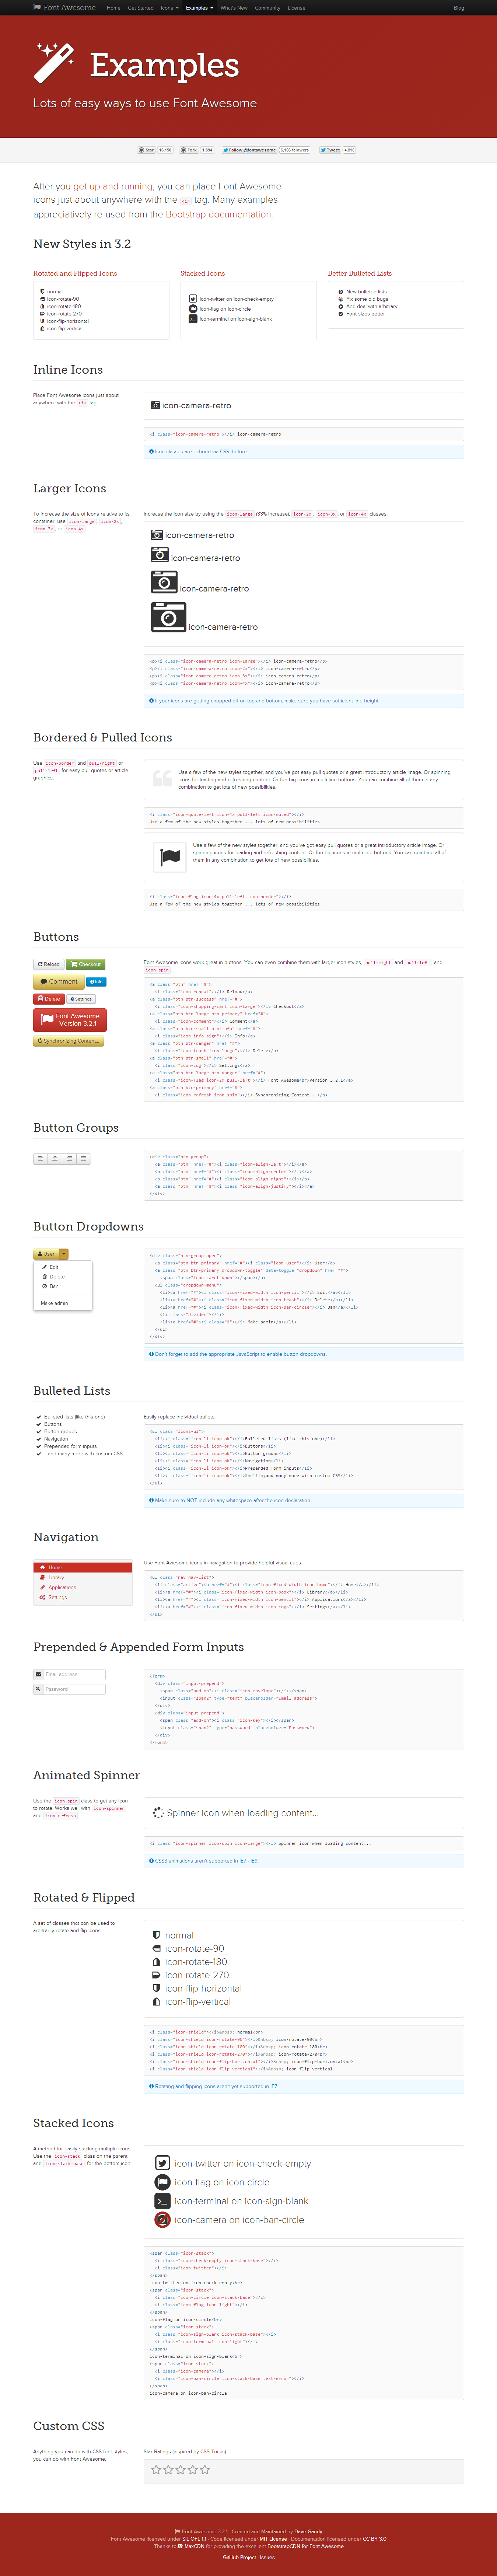 Font Awesome Home Get Started Icons Examples What's New Community License Blog
Examples
Lots of easy ways to use Font Awesome
Star Fork Follow @fontawesome Tweet
After you get up and running, you can place Font Awesome
icons just about anywhere with the <i> tag. Many examples
appreciatively re-used from the Bootstrap documentation.
New Styles in 3.2
Rotated and Flipped Icons
normal
icon-rotate-90
icon-rotate-180
icon-rotate-270
icon-flip-horizontal
icon-flip-vertical
Stacked Icons
icon-twitter on icon-check-empty
icon-flag on icon-circle
icon-terminal on icon-sign-blank
Better Bulleted Lists
New bulleted lists
Fix some old bugs
And deal with arbitrary
Font sizes better
Inline Icons
Place Font Awesome icons just about
anywhere with the <i> tag.
icon-camera-retro
<i class="icon-camera-retro"></i> icon-camera-retro
Icon classes are echoed via CSS :before.
Larger Icons
To increase the size of icons relative to its
container, use icon-large, icon-2x,
icon-3x, or icon-4x.
Increase the icon size by using the icon-large (33% increase), icon-2x, icon-3x, or icon-4x classes.
icon-camera-retro
icon-camera-retro
icon-camera-retro
icon-camera-retro
<p><i class="icon-camera-retro icon-large"></i> icon-camera-retro</p>
<p><i class="icon-camera-retro icon-2x"></i> icon-camera-retro</p>
<p><i class="icon-camera-retro icon-3x"></i> icon-camera-retro</p>
<p><i class="icon-camera-retro icon-4x"></i> icon-camera-retro</p>
If your icons are getting chopped off on top and bottom, make sure you have sufficient line-height.
Bordered & Pulled Icons
Use icon-border and pull-right or
pull-left for easy pull quotes or article
graphics.
Use a few of the new styles together, and you've got easy pull quotes or a great introductory article image. Or spinning
icons for loading and refreshing content. Or fun big icons in multi-line buttons. You can combine all of them in any
combination to get lots of new possibilities.
<i class="icon-quote-left icon-4x pull-left icon-muted"></i>
Use a few of the new styles together ... lots of new possibilities.
Use a few of the new styles together, and you've got easy pull quotes or a great introductory article image. Or
spinning icons for loading and refreshing content. Or fun big icons in multi-line buttons. You can combine all of
them in any combination to get lots of new possibilities.
<i class="icon-flag icon-4x pull-left icon-border"></i>
Use a few of the new styles together ... lots of new possibilities.
Buttons
Reload Checkout
Comment Info
Delete Settings
Font Awesome
Version 3.2.1
Synchronizing Content...
Font Awesome icons work great in buttons. You can even combine them with larger icon styles, pull-right and pull-left, and
icon-spin.
<a class="btn" href="#">
<i class="icon-repeat"></i> Reload</a>
<a class="btn btn-success" href="#">
<i class="icon-shopping-cart icon-large"></i> Checkout</a>
<a class="btn btn-large btn-primary" href="#">
<i class="icon-comment"></i> Comment</a>
<a class="btn btn-small btn-info" href="#">
<i class="icon-info-sign"></i> Info</a>
<a class="btn btn-danger" href="#">
<i class="icon-trash icon-large"></i> Delete</a>
<a class="btn btn-small" href="#">
<i class="icon-cog"></i> Settings</a>
<a class="btn btn-large btn-danger" href="#">
<i class="icon-flag icon-2x pull-left"></i> Font Awesome<br>Version 3.2.1</a>
<a class="btn btn-primary" href="#">
<i class="icon-refresh icon-spin"></i> Synchronizing Content...</a>
Button Groups
<div class="btn-group">
<a class="btn" href="#"><i class="icon-align-left"></i></a>
<a class="btn" href="#"><i class="icon-align-center"></i></a>
<a class="btn" href="#"><i class="icon-align-right"></i></a>
<a class="btn" href="#"><i class="icon-align-justify"></i></a>
</div>
Button Dropdowns
User
Edit
Delete
Ban
Make admin
<div class="btn-group open">
<a class="btn btn-primary" href="#"><i class="icon-user"></i> User</a>
<a class="btn btn-primary dropdown-toggle" data-toggle="dropdown" href="#">
<span class="icon-caret-down"></span></a>
<ul class="dropdown-menu">
<li><a href="#"><i class="icon-fixed-width icon-pencil"></i> Edit</a></li>
<li><a href="#"><i class="icon-fixed-width icon-trash"></i> Delete</a></li>
<li><a href="#"><i class="icon-fixed-width icon-ban-circle"></i> Ban</a></li>
<li class="divider"></li>
<li><a href="#"><i class="i"></i> Make admin</a></li>
</ul>
</div>
Don't forget to add the appropriate JavaScript to enable button dropdowns.
Bulleted Lists
Bulleted lists (like this one)
Buttons
Button groups
Navigation
Prepended form inputs
...and many more with custom CSS
Easily replace individual bullets.
<ul class="icons-ul">
<li><i class="icon-li icon-ok"></i>Bulleted lists (like this one)</li>
<li><i class="icon-li icon-ok"></i>Buttons</li>
<li><i class="icon-li icon-ok"></i>Button groups</li>
<li><i class="icon-li icon-ok"></i>Navigation</li>
<li><i class="icon-li icon-ok"></i>Prepended form inputs</li>
<li><i class="icon-li icon-ok"></i>&hellip;and many more with custom CSS</li>
</ul>
Make sure to NOT include any whitespace after the icon declaration.
Navigation
Home
Library
Applications
Settings
Use Font Awesome icons in navigation to provide helpful visual cues.
<ul class="nav nav-list">
<li class="active"><a href="#"><i class="icon-fixed-width icon-home"></i> Home</a></li>
<li><a href="#"><i class="icon-fixed-width icon-book"></i> Library</a></li>
<li><a href="#"><i class="icon-fixed-width icon-pencil"></i> Applications</a></li>
<li><a href="#"><i class="icon-fixed-width icon-cogs"></i> Settings</a></li>
</ul>
Prepended & Appended Form Inputs
Email address
Password
<form>
<div class="input-prepend">
<span class="add-on"><i class="icon-envelope"></i></span>
<input class="span2" type="text" placeholder="Email address">
</div>
<div class="input-prepend">
<span class="add-on"><i class="icon-key"></i></span>
<input class="span2" type="password" placeholder="Password">
</div>
</form>
Animated Spinner
Use the icon-spin class to get any icon
to rotate. Works well with icon-spinner
and icon-refresh.
Spinner icon when loading content...
<i class="icon-spinner icon-spin icon-large"></i> Spinner icon when loading content...
CSS3 animations aren't supported in IE7 - IE9.
Rotated & Flipped
A set of classes that can be used to
arbitrarily rotate and flip icons.
normal
icon-rotate-90
icon-rotate-180
icon-rotate-270
icon-flip-horizontal
icon-flip-vertical
<i class="icon-shield"></i>&nbsp; normal<br>
<i class="icon-shield icon-rotate-90"></i>&nbsp; icon-rotate-90<br>
<i class="icon-shield icon-rotate-180"></i>&nbsp; icon-rotate-180<br>
<i class="icon-shield icon-rotate-270"></i>&nbsp; icon-rotate-270<br>
<i class="icon-shield icon-flip-horizontal"></i>&nbsp; icon-flip-horizontal<br>
<i class="icon-shield icon-flip-vertical"></i>&nbsp; icon-flip-vertical
Rotating and flipping icons aren't yet supported in IE7.
Stacked Icons
A method for easily stacking multiple icons.
Use the icon-stack class on the parent
and icon-stack-base for the bottom icon.
icon-twitter on icon-check-empty
icon-flag on icon-circle
icon-terminal on icon-sign-blank
icon-camera on icon-ban-circle
<span class="icon-stack">
<i class="icon-check-empty icon-stack-base"></i>
<i class="icon-twitter"></i>
</span>
icon-twitter on icon-check-empty<br>
<span class="icon-stack">
<i class="icon-circle icon-stack-base"></i>
<i class="icon-flag icon-light"></i>
</span>
icon-flag on icon-circle<br>
<span class="icon-stack">
<i class="icon-sign-blank icon-stack-base"></i>
<i class="icon-terminal icon-light"></i>
</span>
icon-terminal on icon-sign-blank<br>
<span class="icon-stack">
<i class="icon-camera"></i>
<i class="icon-ban-circle icon-stack-base text-error"></i>
</span>
icon-camera on icon-ban-circle
Custom CSS
Anything you can do with CSS font styles,
you can do with Font Awesome.
Star Ratings (inspired by CSS Tricks)
Font Awesome 3.2.1 · Created and Maintained by Dave Gandy
Font Awesome licensed under SIL OFL 1.1 · Code licensed under MIT License · Documentation licensed under CC BY 3.0
Thanks to MaxCDN for providing the excellent BootstrapCDN for Font Awesome
GitHub Project · Issues